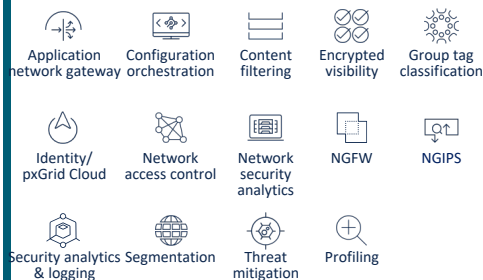 Application
network gateway
Configuration
orchestration
Content
filtering
Encrypted
visibility
Group tag
classification
Identity/
pxGrid Cloud
Network
access control
Network
security
analytics
NGFW
NGIPS
Security analytics
& logging
Segmentation
Threat
mitigation
Profiling